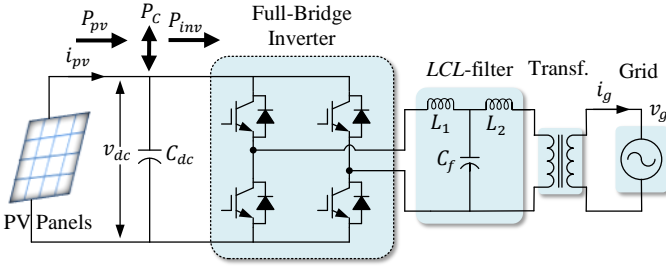 P_pv
P_C
P_inv
Full-Bridge
Inverter
i_pv
LCL-filter
Transf.
Grid
i_g
v_g
L_1
L_2
v_dc
C_dc
C_f
PV Panels